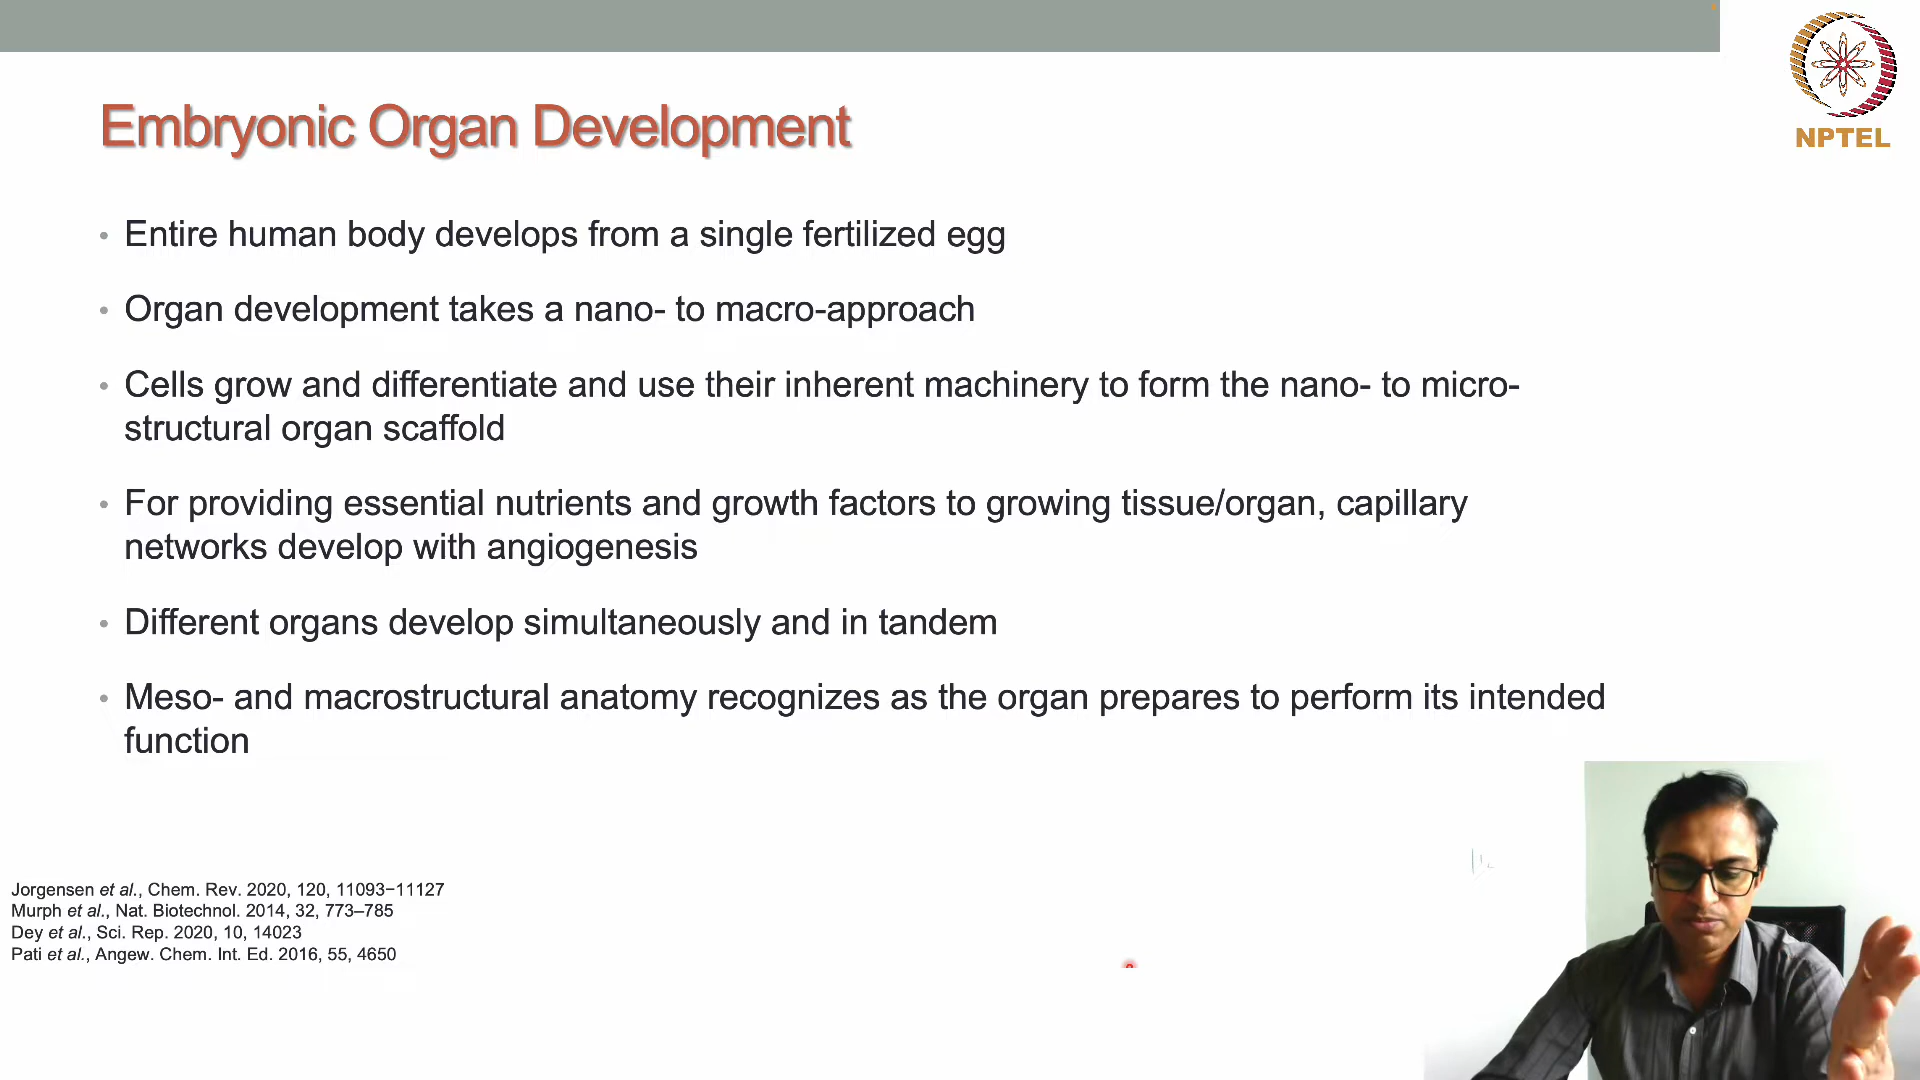 NPTEL
Embryonic Organ Development
• Entire human body develops from a single fertilized egg
• Organ development takes a nano- to macro-approach
• Cells grow and differentiate and use their inherent machinery to form the nano- to micro-
structural organ scaffold
• For providing essential nutrients and growth factors to growing tissue/organ, capillary
networks develop with angiogenesis
• Different organs develop simultaneously and in tandem
• Meso- and macrostructural anatomy recognizes as the organ prepares to perform its intended
function
Jorgensen et al., Chem. Rev. 2020, 120, 11093−11127
Murph et al., Nat. Biotechnol. 2014, 32, 773–785
Dey et al., Sci. Rep. 2020, 10, 14023
Pati et al., Angew. Chem. Int. Ed. 2016, 55, 4650